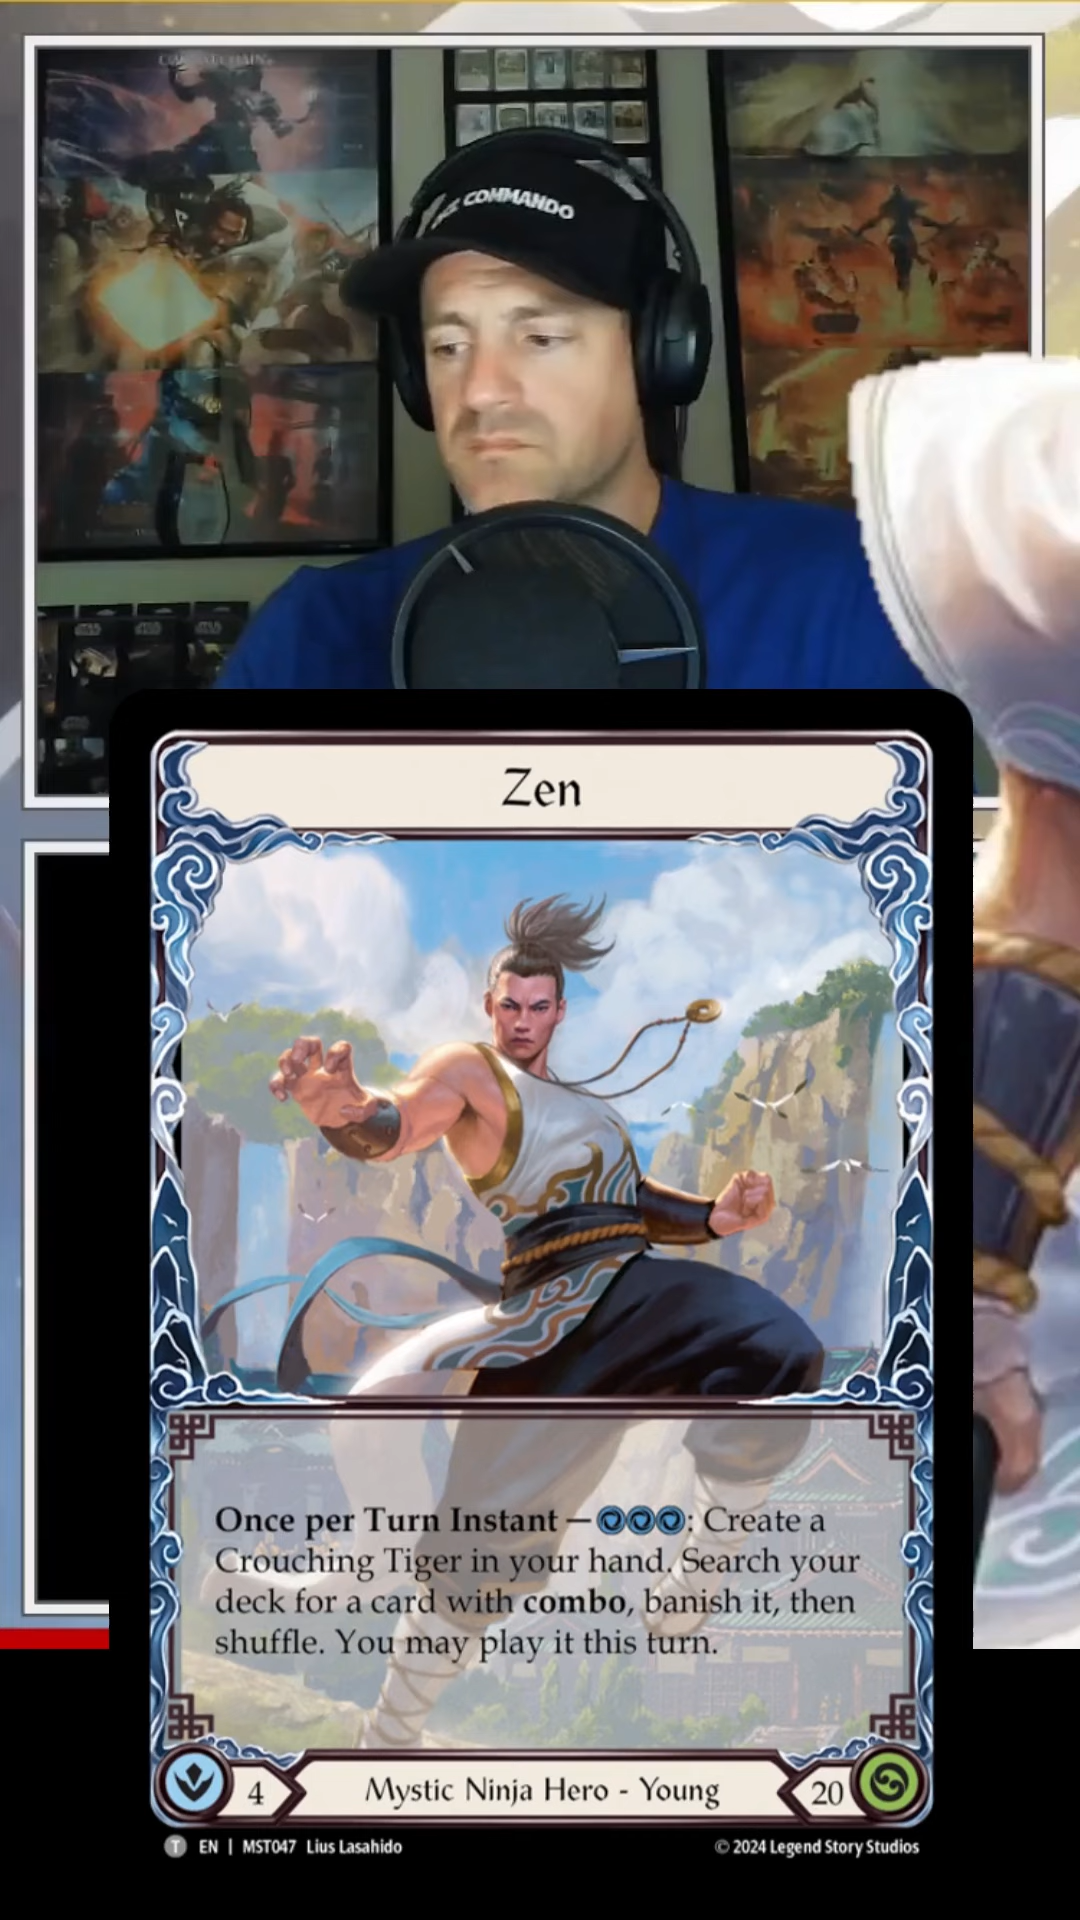 COMMANDO
Zen
Once per Turn Instant — : Create a
Crouching Tiger in your hand. Search your
deck for a card with combo, banish it, then
shuffle. You may play it this turn.
4
Mystic Ninja Hero - Young
20
T EN | MST047 Lius Lasahido
© 2024 Legend Story Studios